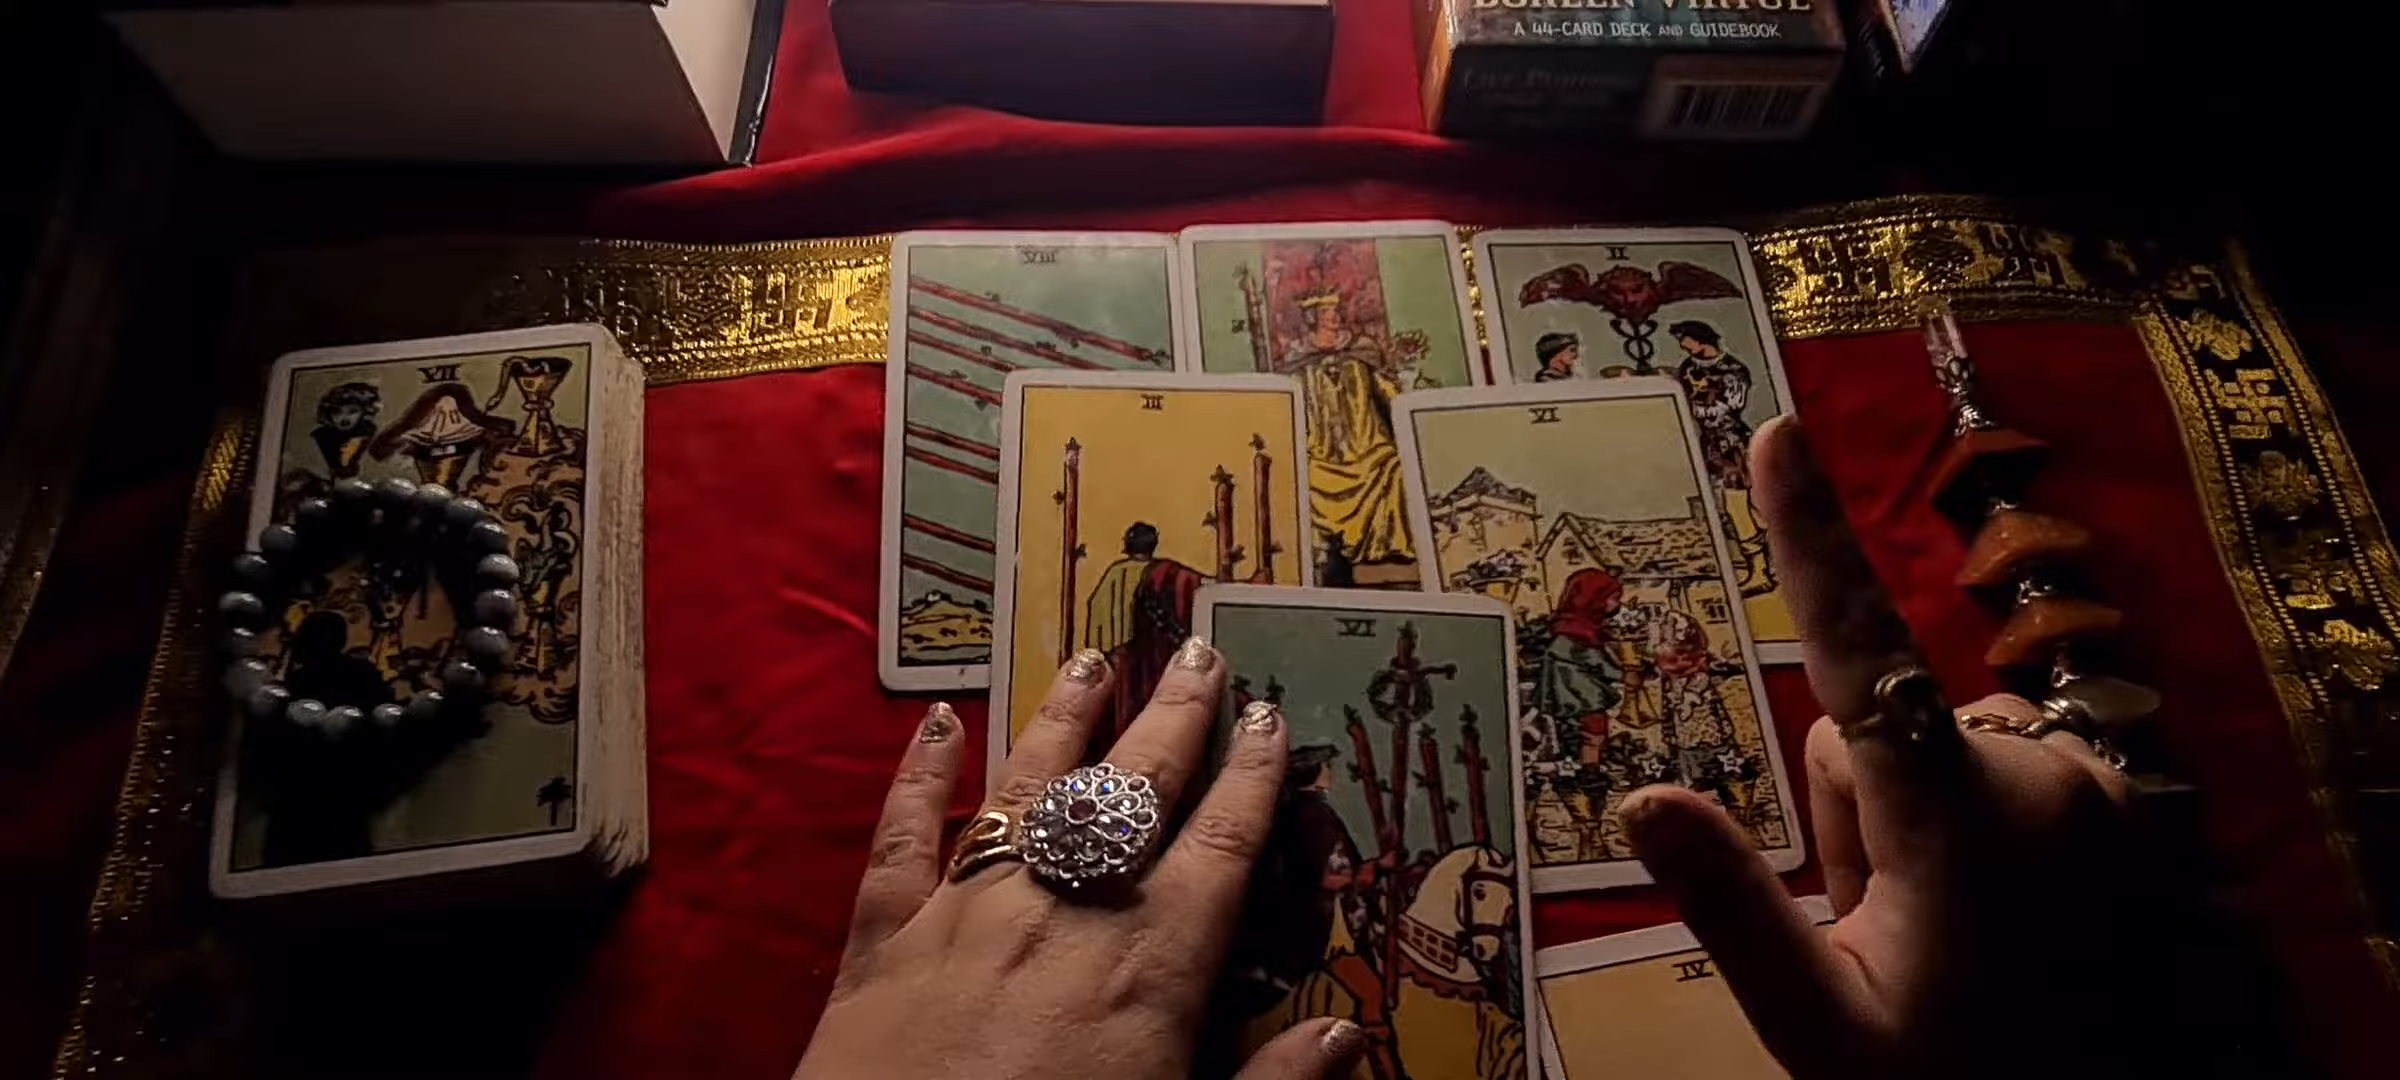 DOREEN VIRTUE
A 44-CARD DECK AND GUIDEBOOK
VIII
II
VII
III
VI
VI
IV